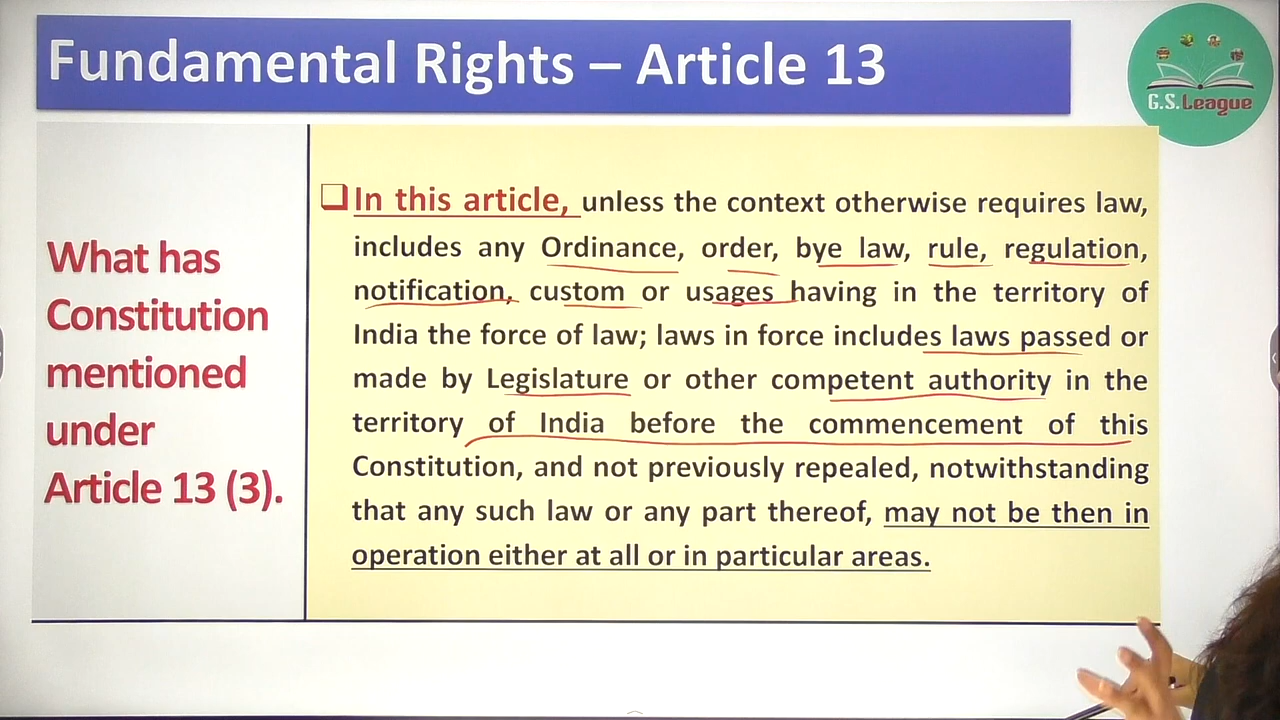 Fundamental Rights – Article 13
G.S.League
What has
Constitution
mentioned
under
Article 13 (3).
In this article, unless the context otherwise requires law,
includes any Ordinance, order, bye law, rule, regulation,
notification, custom or usages having in the territory of
India the force of law; laws in force includes laws passed or
made by Legislature or other competent authority in the
territory of India before the commencement of this
Constitution, and not previously repealed, notwithstanding
that any such law or any part thereof, may not be then in
operation either at all or in particular areas.